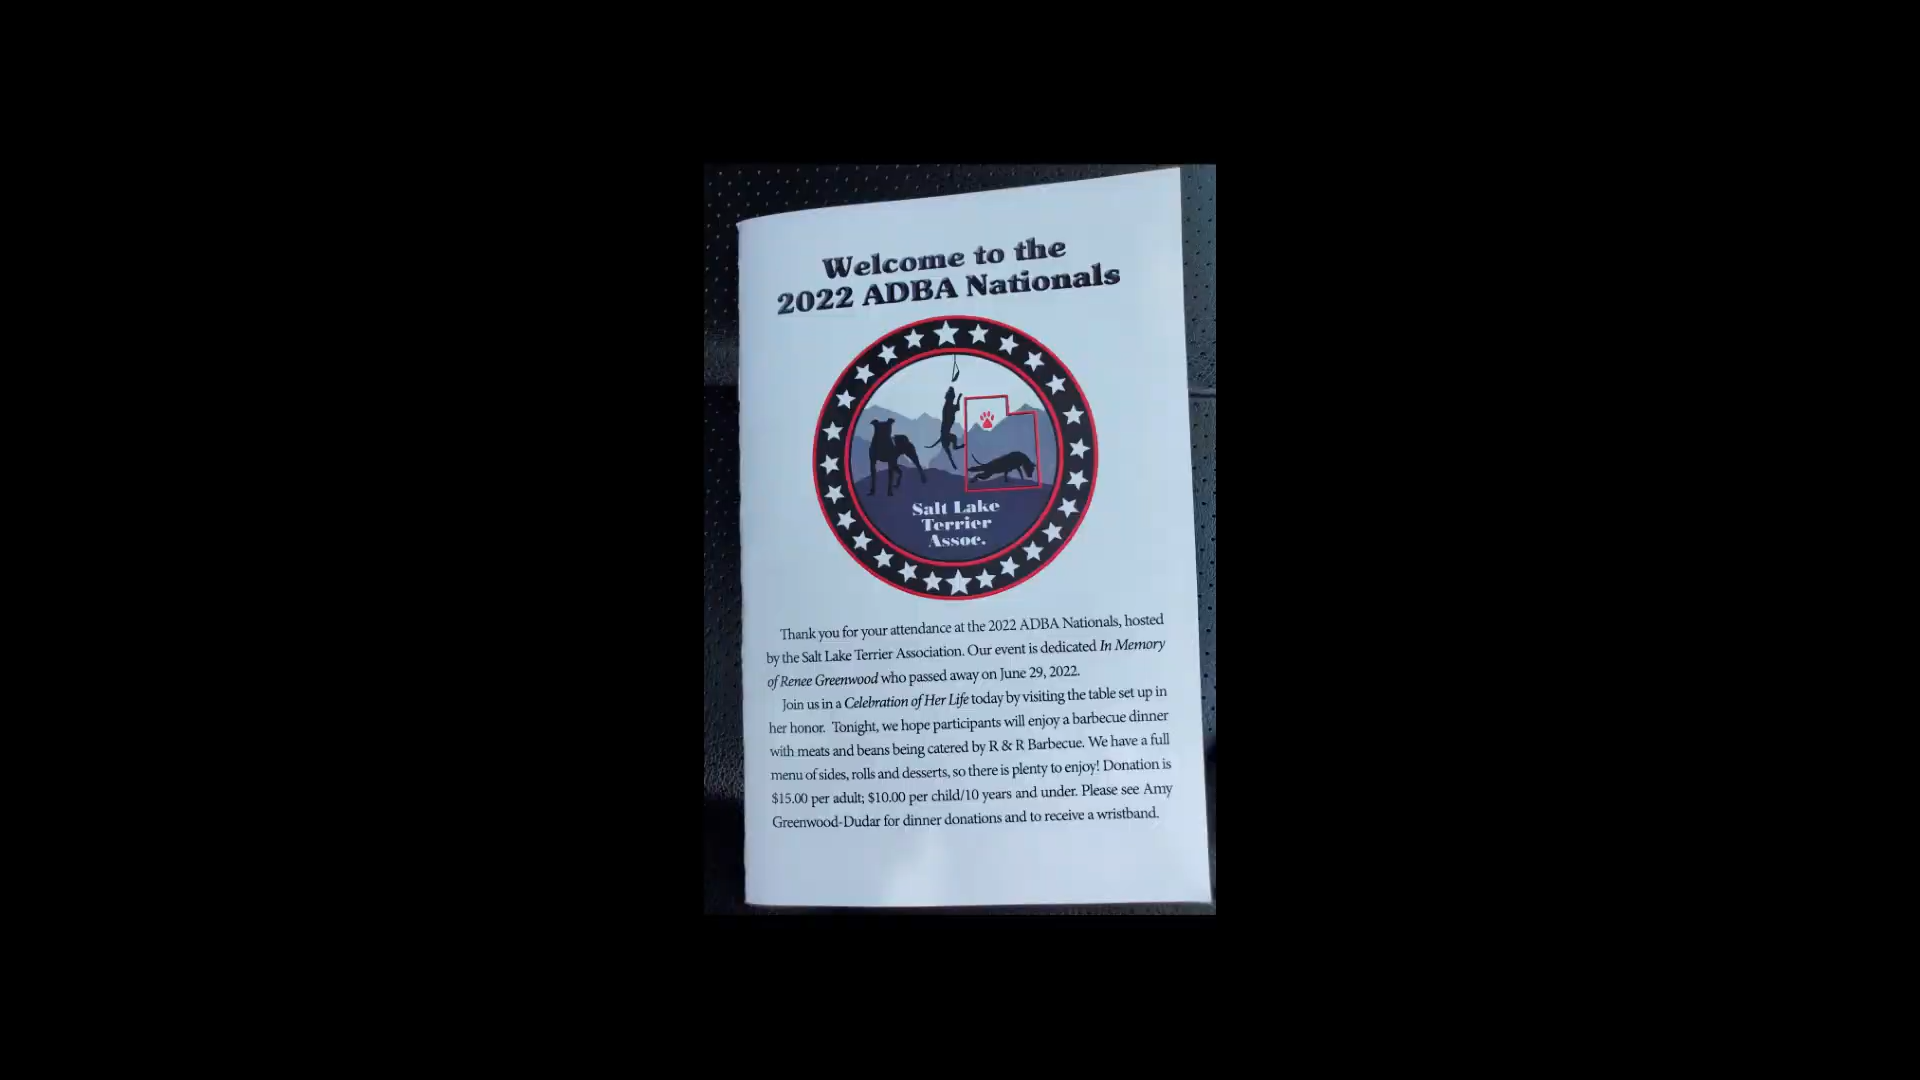 Welcome to the
2022 ADBA Nationals
Salt Lake
Terrier
Assoc.
Thank you for your attendance at the 2022 ADBA Nationals, hosted
by the Salt Lake Terrier Association. Our event is dedicated In Memory
of Renee Greenwood who passed away on June 29, 2022.
Join us in a Celebration of Her Life today by visiting the table set up in
her honor. Tonight, we hope participants will enjoy a barbecue dinner
with meats and beans being catered by R & R Barbecue. We have a full
menu of sides, rolls and desserts, so there is plenty to enjoy! Donation is
$15.00 per adult; $10.00 per child/10 years and under. Please see Amy
Greenwood-Dudar for dinner donations and to receive a wristband.